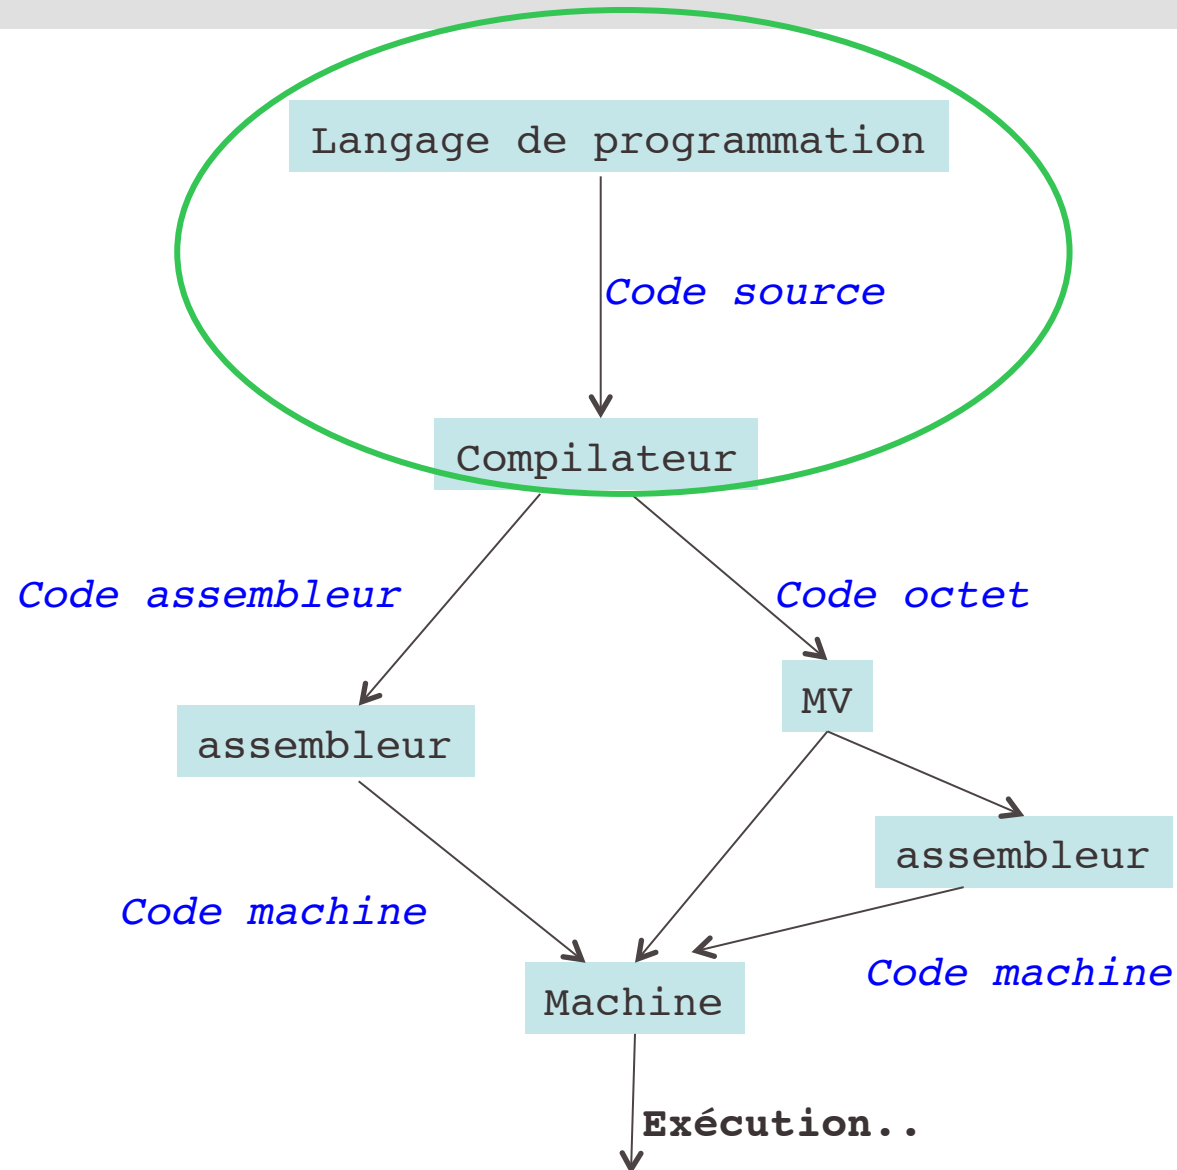 Langage de programmation
Code source
Compilateur
Code assembleur
Code octet
MV
assembleur
assembleur
Code machine
Code machine
Machine
Exécution..